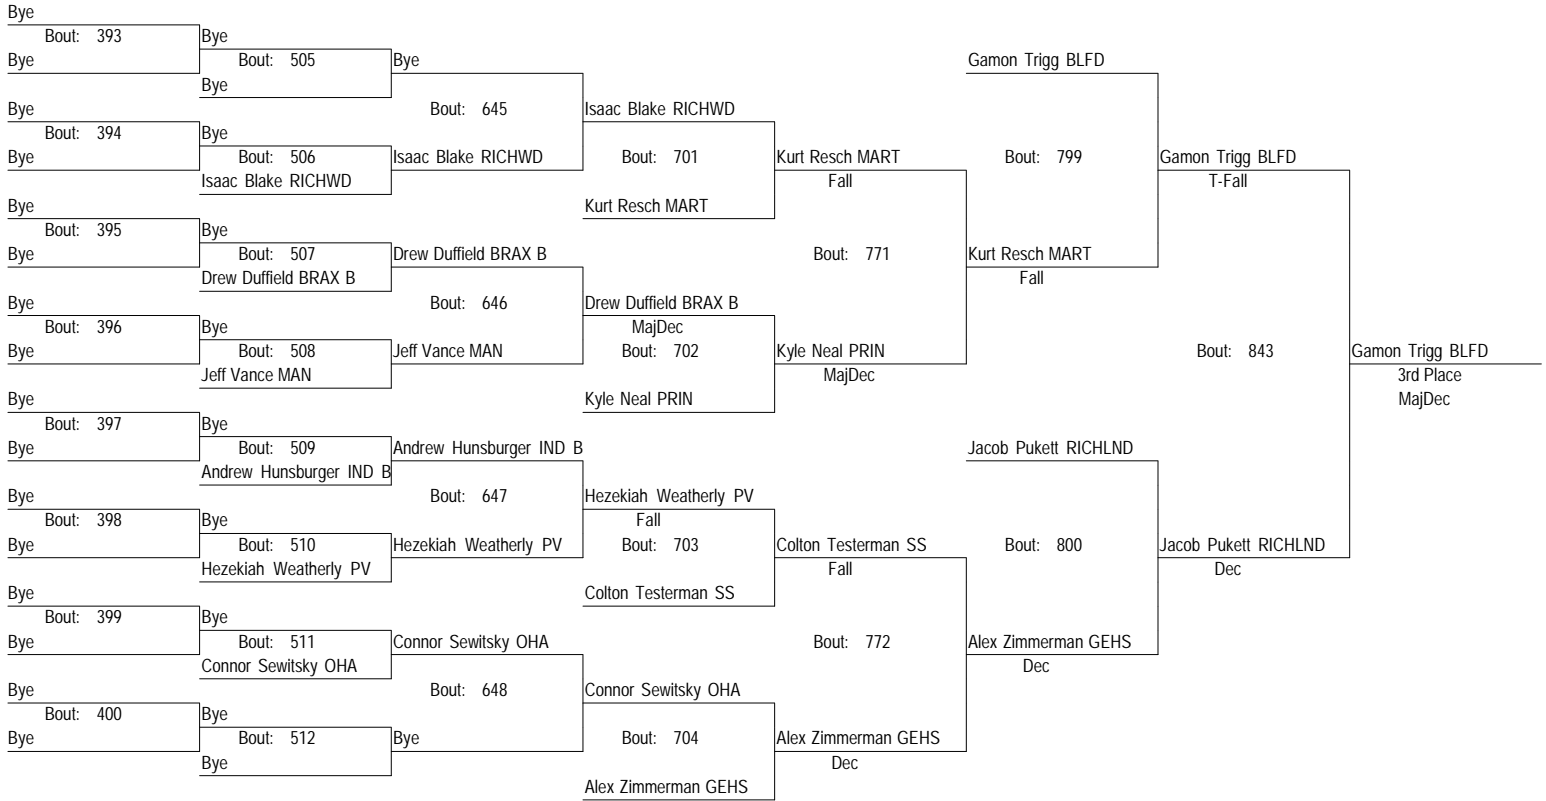 Bye
Bout: 393 Bye
Bye Bout: 505 Bye Gamon Trigg BLFD
Bye
Bye Bout: 645 Isaac Blake RICHWD
Bout: 394 Bye
Bye Bout: 506 Isaac Blake RICHWD Bout: 701 Kurt Resch MART Bout: 799 Gamon Trigg BLFD
Isaac Blake RICHWD Fall T-Fall
Bye Kurt Resch MART
Bout: 395 Bye
Bye Bout: 507 Drew Duffield BRAX B Bout: 771 Kurt Resch MART
Drew Duffield BRAX B Fall
Bye Bout: 646 Drew Duffield BRAX B
Bout: 396 Bye MajDec
Bye Bout: 508 Jeff Vance MAN Bout: 702 Kyle Neal PRIN Bout: 843 Gamon Trigg BLFD
Jeff Vance MAN MajDec 3rd Place
Bye Kyle Neal PRIN MajDec
Bout: 397 Bye
Bye Bout: 509 Andrew Hunsburger IND B Jacob Pukett RICHLND
Andrew Hunsburger IND B
Bye Bout: 647 Hezekiah Weatherly PV
Bout: 398 Bye Fall
Bye Bout: 510 Hezekiah Weatherly PV Bout: 703 Colton Testerman SS Bout: 800 Jacob Pukett RICHLND
Hezekiah Weatherly PV Fall Dec
Bye Colton Testerman SS
Bout: 399 Bye
Bye Bout: 511 Connor Sewitsky OHA Bout: 772 Alex Zimmerman GEHS
Connor Sewitsky OHA Dec
Bye Bout: 648 Connor Sewitsky OHA
Bout: 400 Bye
Bye Bout: 512 Bye Bout: 704 Alex Zimmerman GEHS
Bye Dec
Alex Zimmerman GEHS